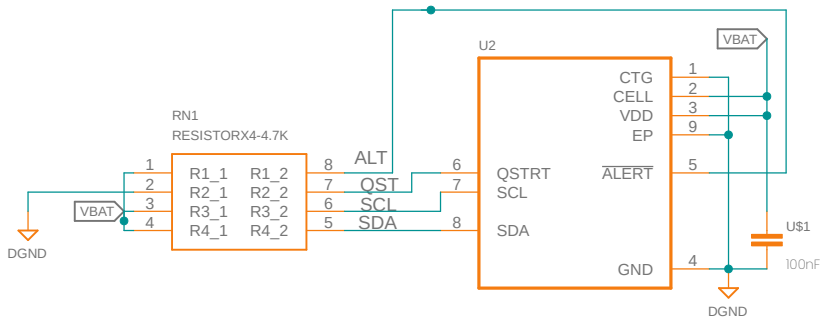 U2
VBAT
CTG 1
CELL 2
VDD 3
EP 9
RN1
RESISTORX4-4.7K
1 R1_1 R1_2 8 ALT
2 R2_1 R2_2 7 QST
VBAT 3 R3_1 R3_2 6 SCL
4 R4_1 R4_2 5 SDA
6 QSTRT ALERT 5
7 SCL
8 SDA
U$1
GND 4
100nF
DGND
DGND